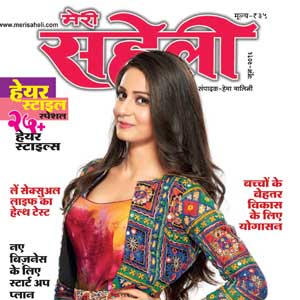 www.merisaheli.com
मूल्य-₹३५
मेरी
सहेली
जून-२०१६
संपादक-हेमा मालिनी
हेयर
स्टाइल
स्पेशल
२५+
हेयर
स्टाइल्स
लें सेक्सुअल
लाइफ का
हेल्थ टेस्ट
बच्चों के
बेहतर
विकास
के लिए
योगासन
नए
बिज़नेस
के लिए
स्टार्ट अप
प्लान